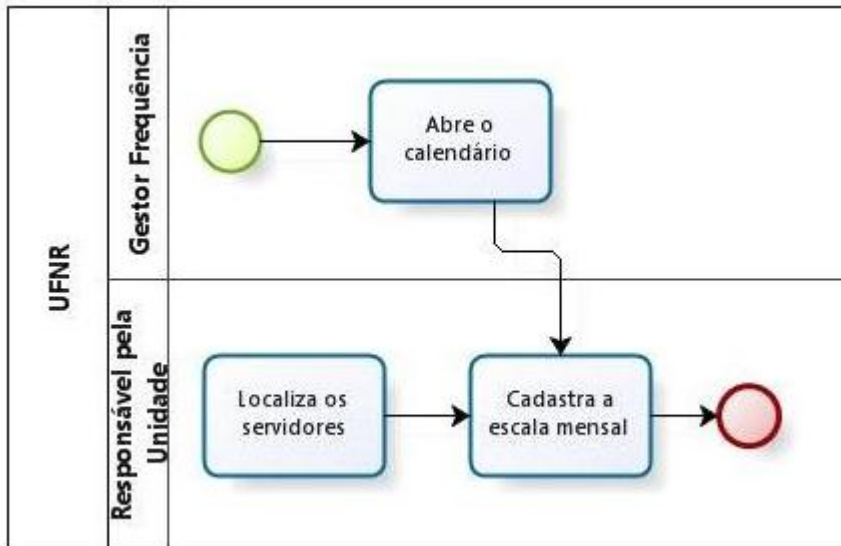 UFNR
Gestor Frequência
Abre o
calendário
Responsável pela
Unidade
Localiza os
servidores
Cadastra a
escala mensal